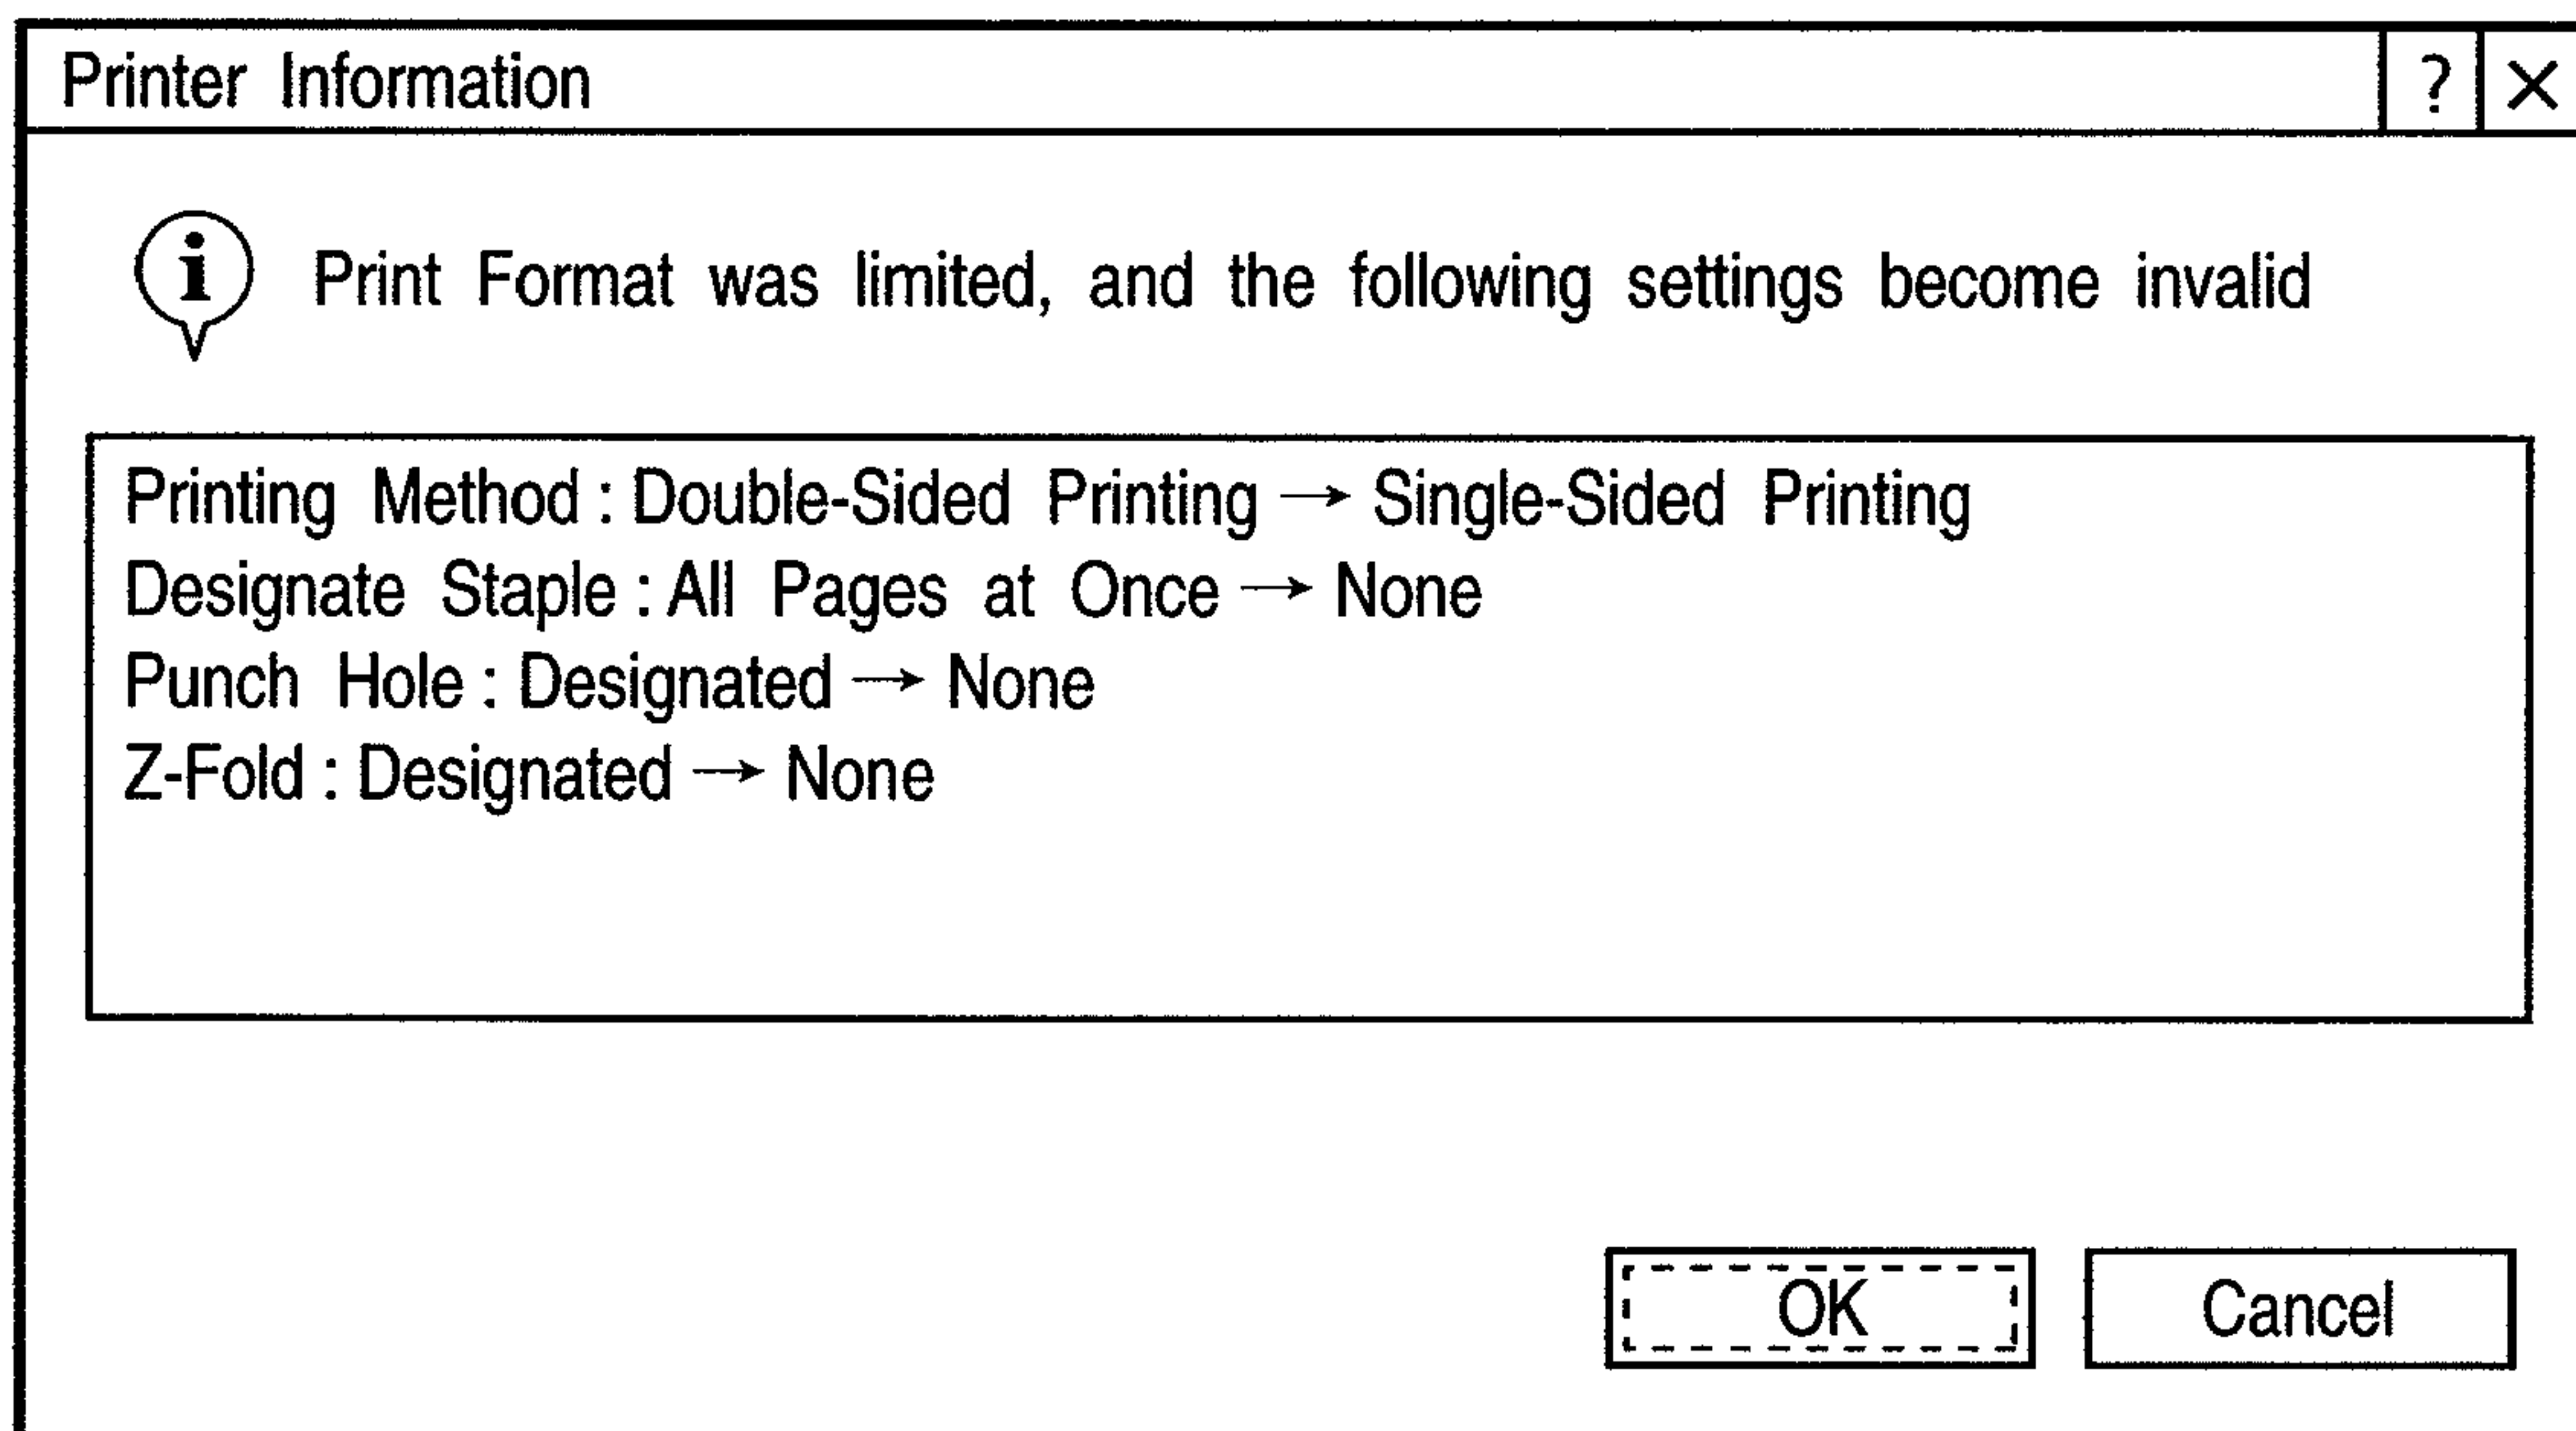 Printer Information ? ×
i Print Format was limited, and the following settings become invalid
Printing Method : Double-Sided Printing → Single-Sided Printing
Designate Staple : All Pages at Once → None
Punch Hole : Designated → None
Z-Fold : Designated → None
OK Cancel